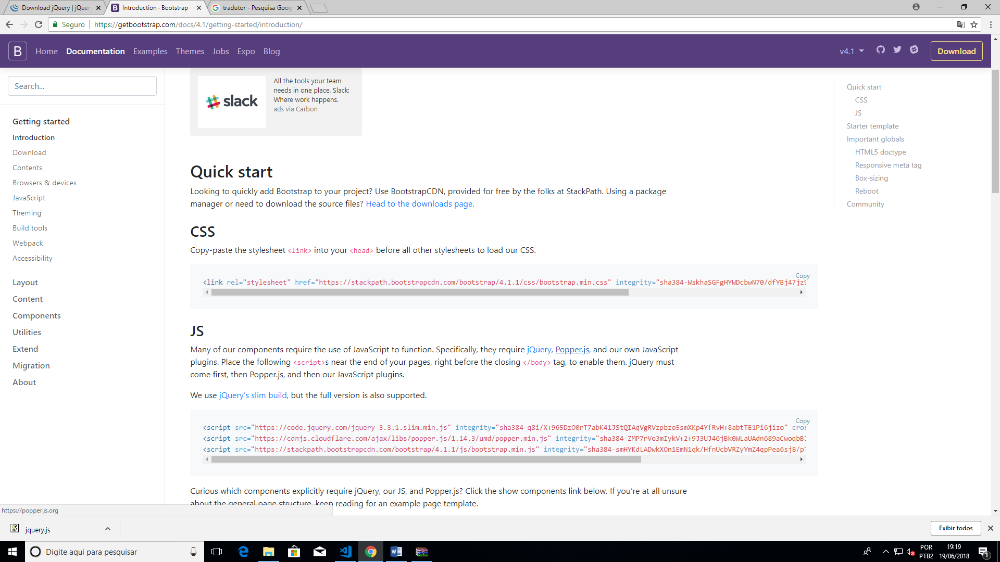 Download jQuery | jQuery
Introduction · Bootstrap
tradutor - Pesquisa Goog
Seguro
https://getbootstrap.com/docs/4.1/getting-started/introduction/
B
Home
Documentation
Examples
Themes
Jobs
Expo
Blog
v4.1
Download
Search...
Getting started
Introduction
Download
Contents
Browsers & devices
JavaScript
Theming
Build tools
Webpack
Accessibility
Layout
Content
Components
Utilities
Extend
Migration
About
slack
All the tools your team
needs in one place. Slack:
Where work happens.
ads via Carbon
Quick start
Looking to quickly add Bootstrap to your project? Use BootstrapCDN, provided for free by the folks at StackPath. Using a package
manager or need to download the source files? Head to the downloads page.
CSS
Copy-paste the stylesheet <link> into your <head> before all other stylesheets to load our CSS.
Copy
<link rel="stylesheet" href="https://stackpath.bootstrapcdn.com/bootstrap/4.1.1/css/bootstrap.min.css" integrity="sha384-WskhaSGFgHYWDcbwN70/dfYBj47jz9
JS
Many of our components require the use of JavaScript to function. Specifically, they require jQuery, Popper.js, and our own JavaScript
plugins. Place the following <script>s near the end of your pages, right before the closing </body> tag, to enable them. jQuery must
come first, then Popper.js, and then our JavaScript plugins.
We use jQuery's slim build, but the full version is also supported.
Copy
<script src="https://code.jquery.com/jquery-3.3.1.slim.min.js" integrity="sha384-q8i/X+965DzO0rT7abK41JStQIAqVgRVzpbzo5smXKp4YfRvH+8abtTE1Pi6jizo" cros
<script src="https://cdnjs.cloudflare.com/ajax/libs/popper.js/1.14.3/umd/popper.min.js" integrity="sha384-ZMP7rVo3mIykV+2+9J3UJ46jBk0WLaUAdn689aCwoqbB
<script src="https://stackpath.bootstrapcdn.com/bootstrap/4.1.1/js/bootstrap.min.js" integrity="sha384-smHYKdLADwkXOn1EmN1qk/HfnUcbVRZyYmZ4qpPea6sjB/p
Curious which components explicitly require jQuery, our JS, and Popper.js? Click the show components link below. If you're at all unsure
about the general page structure, keep reading for an example page template.
Quick start
CSS
JS
Starter template
Important globals
HTML5 doctype
Responsive meta tag
Box-sizing
Reboot
Community
https://popper.js.org
jquery.js
Exibir todos
Digite aqui para pesquisar
POR
PTB2
19:19
19/06/2018
1